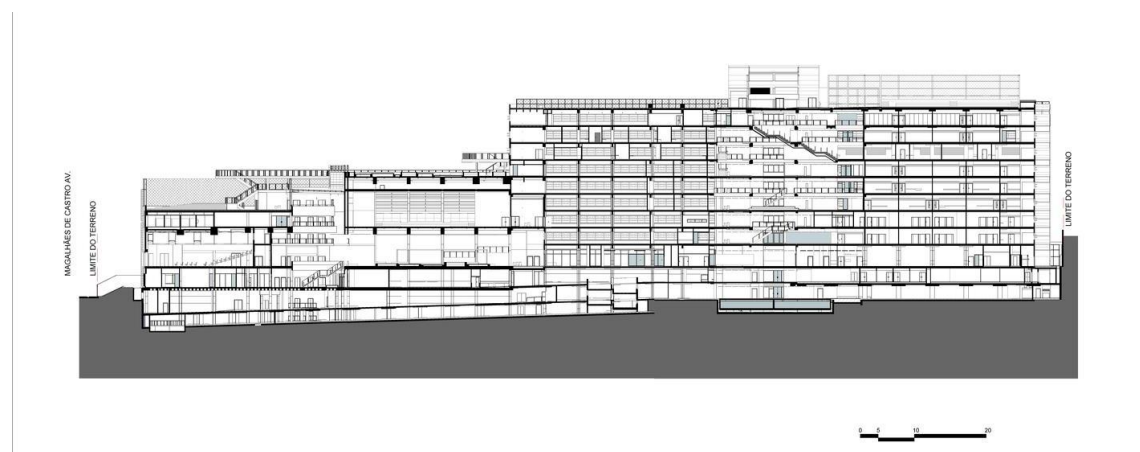 MAGALHÃES DE CASTRO AV.
LIMITE DO TERRENO
LIMITE DO TERRENO
0 5 10 20